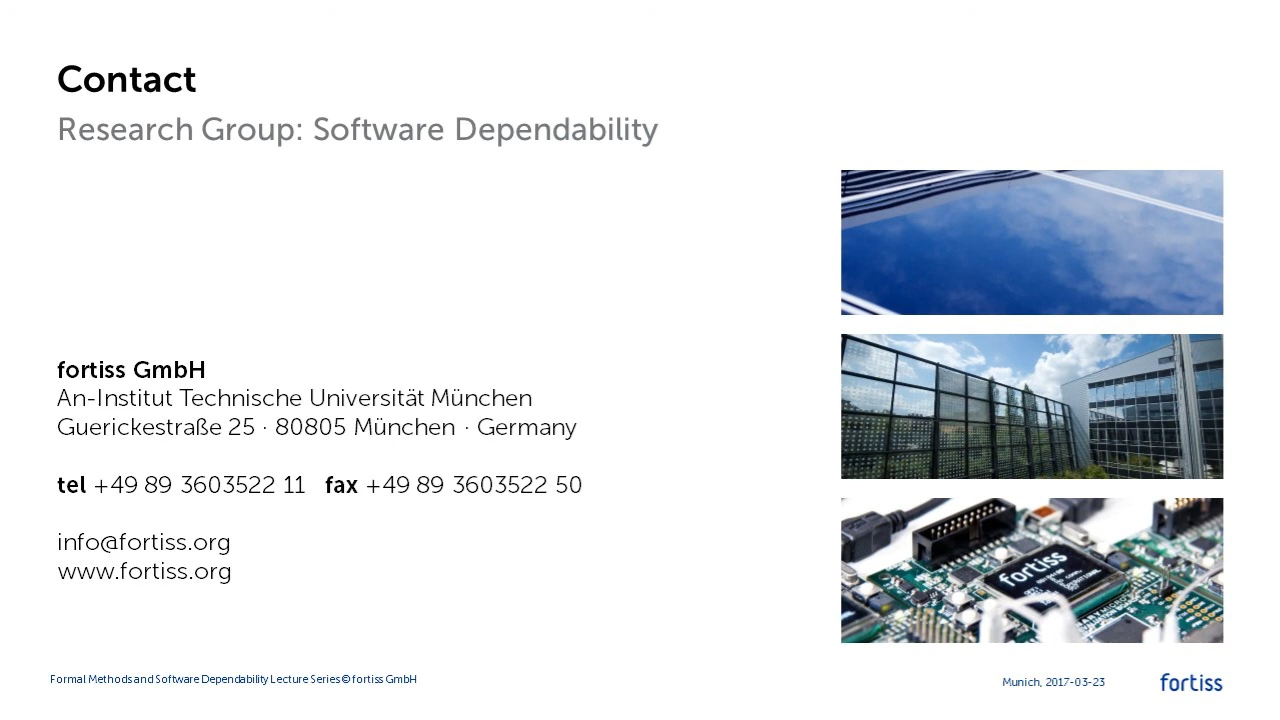 Contact
Research Group: Software Dependability
fortiss GmbH
An-Institut Technische Universität München
Guerickestraße 25 · 80805 München · Germany
tel +49 89 3603522 11 fax +49 89 3603522 50
info@fortiss.org
www.fortiss.org
fortiss
Formal Methods and Software Dependability Lecture Series © fortiss GmbH
Munich, 2017-03-23
fortiss